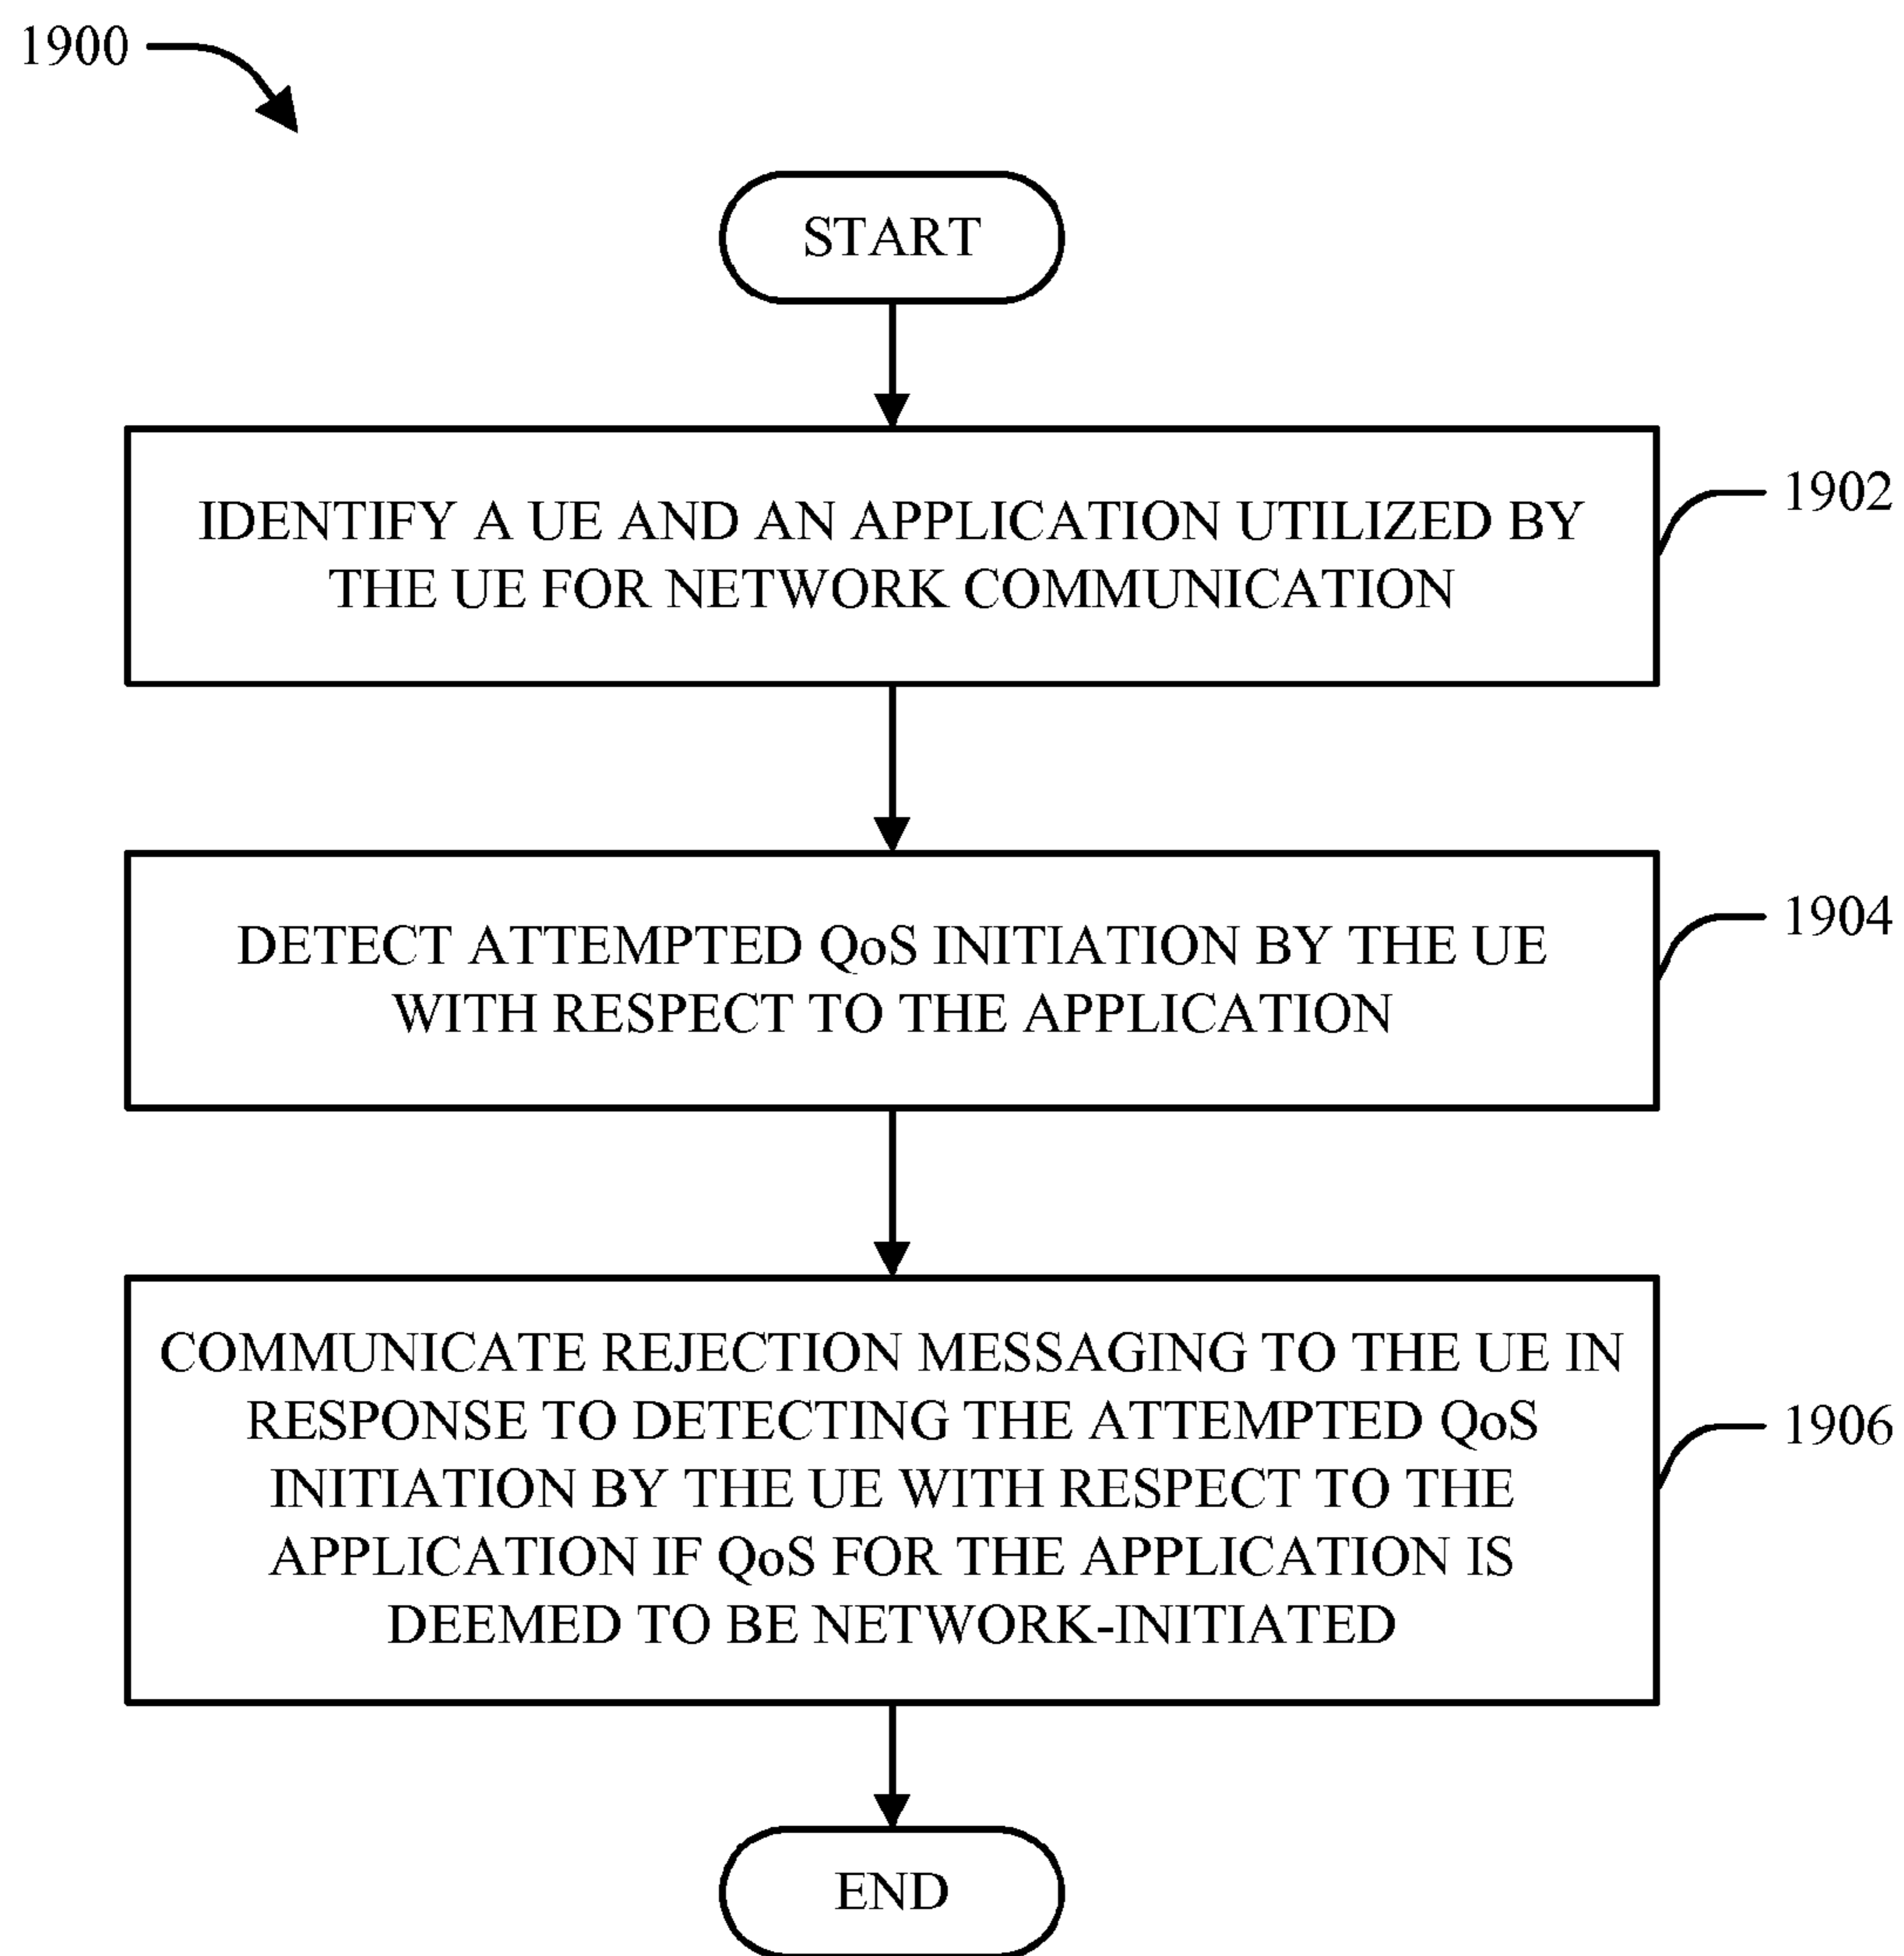 1900
START
IDENTIFY A UE AND AN APPLICATION UTILIZED BY
THE UE FOR NETWORK COMMUNICATION
1902
DETECT ATTEMPTED QoS INITIATION BY THE UE
WITH RESPECT TO THE APPLICATION
1904
COMMUNICATE REJECTION MESSAGING TO THE UE IN
RESPONSE TO DETECTING THE ATTEMPTED QoS
INITIATION BY THE UE WITH RESPECT TO THE
APPLICATION IF QoS FOR THE APPLICATION IS
DEEMED TO BE NETWORK-INITIATED
1906
END